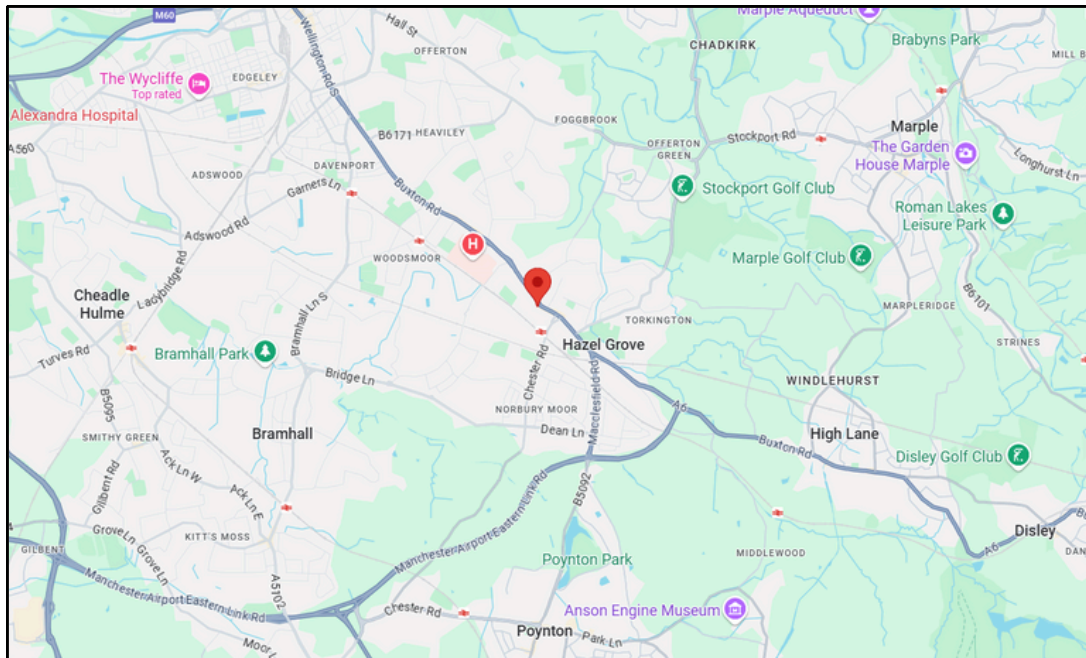 M60
Hall St
Marple Aqueduct
Brabyns Park
CHADKIRK
OFFERTON
Wellington Rd S
The Wycliffe
Top rated
EDGELEY
MILL B
Alexandra Hospital
B6171
HEAVILEY
FOGGBROOK
Stockport Rd
Marple
A560
OFFERTON
GREEN
The Garden
House Marple
Longhurst Ln
ADSWOOD
DAVENPORT
Garners Ln
Stockport Golf Club
Buxton Rd
Roman Lakes
Leisure Park
Adswood Rd
H
WOODSMOOR
Marple Golf Club
Ladybridge Rd
Cheadle
Hulme
Bramhall Ln S
B6101
MARPLERIDGE
TORKINGTON
Hazel Grove
STRINES
Turves Rd
Bramhall Park
Bridge Ln
Chester Rd
Macclesfield Rd
WINDLEHURST
B5095
NORBURY MOOR
A6
SMITHY GREEN
Bramhall
Dean Ln
High Lane
Buxton Rd
Ack Ln W
Disley Golf Club
Gilbent Rd
Ack Ln E
B5092
Manchester Airport Eastern Link Rd
Grove Ln
Grove Ln
KITT'S MOSS
Disley
A6
GILBENT
MIDDLEWOOD
DAN
Poynton Park
Manchester Airport Eastern Link Rd
A5102
Chester Rd
Anson Engine Museum
Poynton
Park Ln
Moor